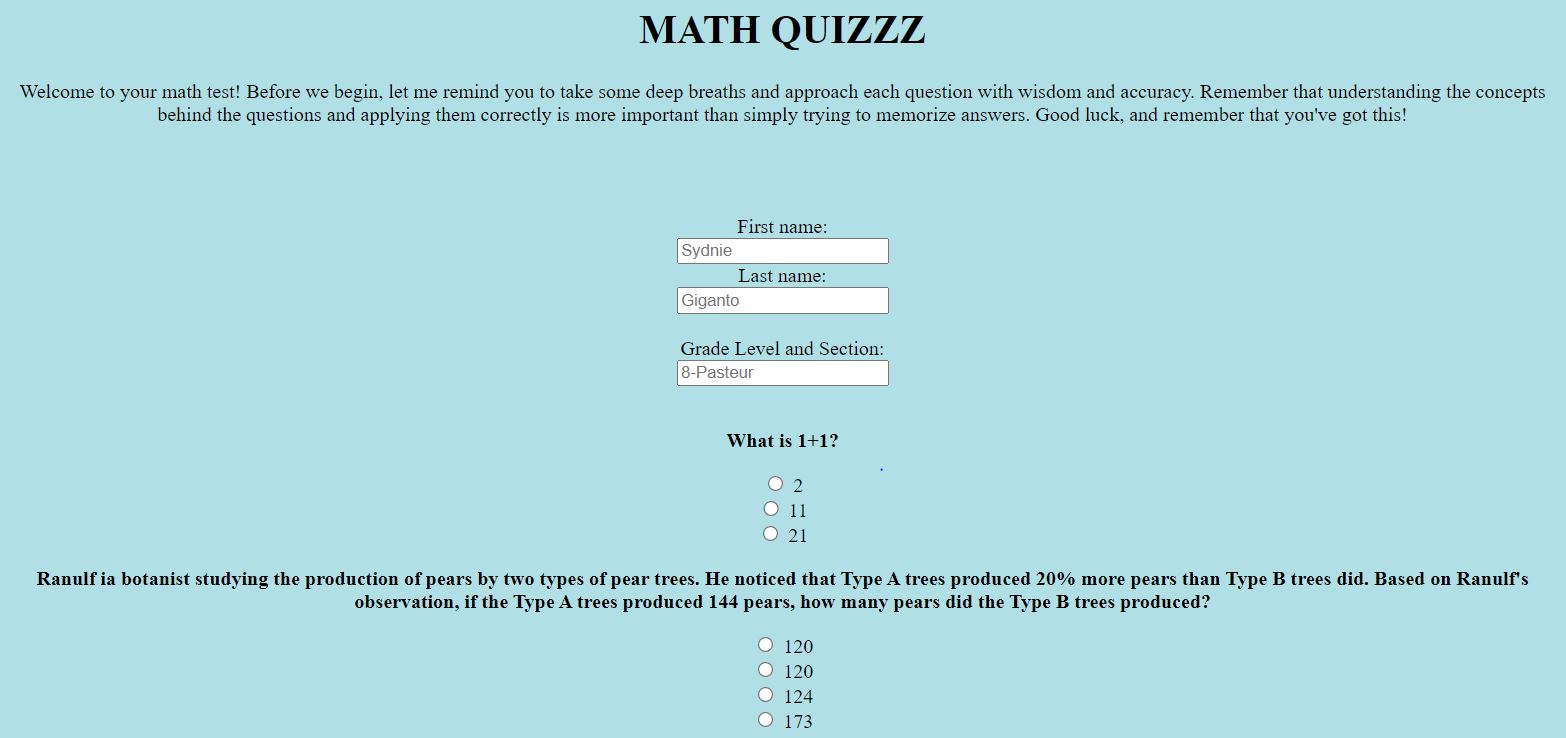 MATH QUIZZZ
Welcome to your math test! Before we begin, let me remind you to take some deep breaths and approach each question with wisdom and accuracy. Remember that understanding the concepts
behind the questions and applying them correctly is more important than simply trying to memorize answers. Good luck, and remember that you've got this!
First name:
Sydnie
Last name:
Giganto
Grade Level and Section:
8-Pasteur
What is 1+1?
2
11
21
Ranulf ia botanist studying the production of pears by two types of pear trees. He noticed that Type A trees produced 20% more pears than Type B trees did. Based on Ranulf's
observation, if the Type A trees produced 144 pears, how many pears did the Type B trees produced?
120
120
124
173